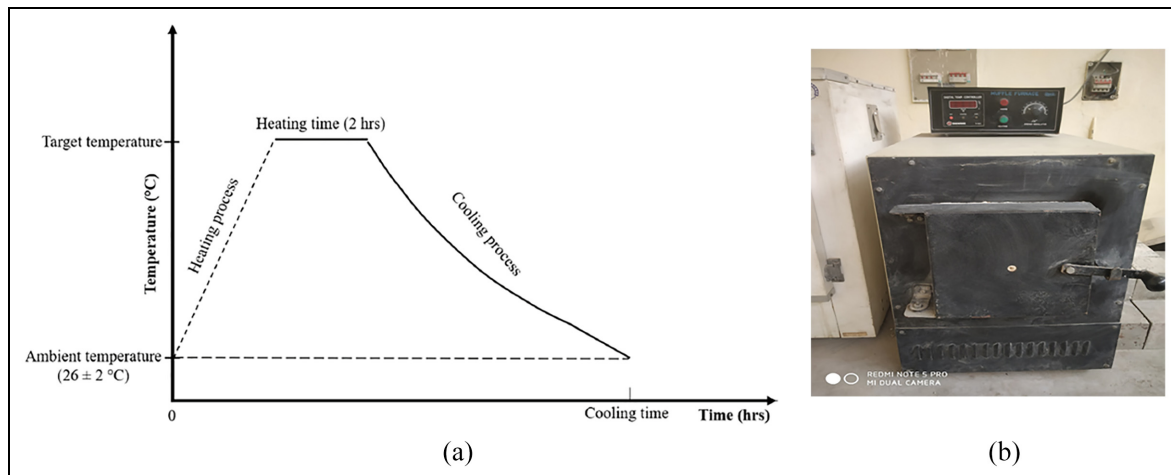 Heating time (2 hrs)
Target temperature
Temperature (°C)
Heating process
Cooling process
Ambient temperature
(26 ± 2 °C)
0
Cooling time
Time (hrs)
(a)
MUFFLE FURNACE
REDMI NOTE 5 PRO
MI DUAL CAMERA
(b)